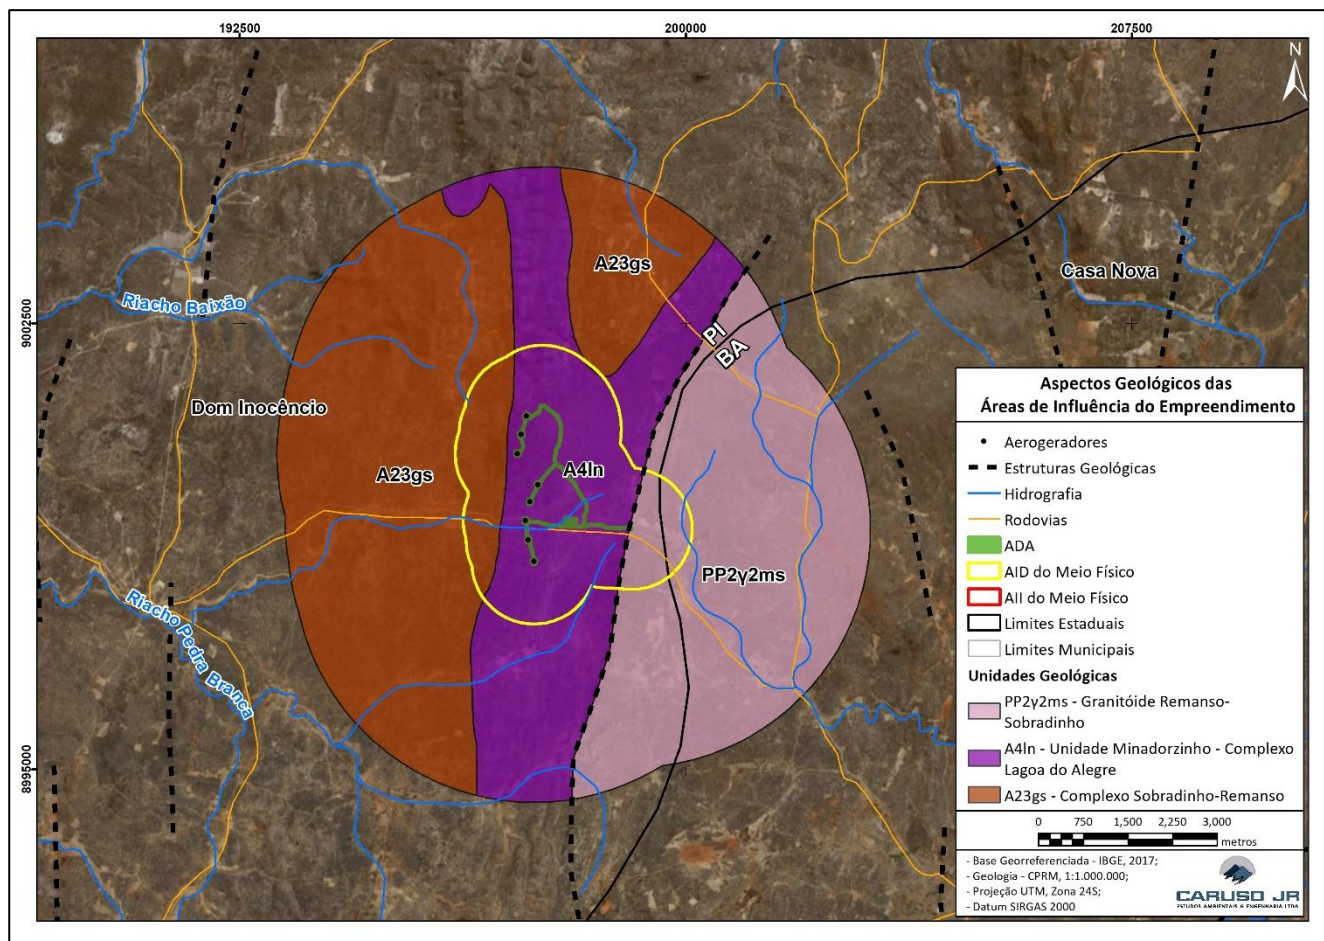 192500
200000
207500
N
A23gs
Casa Nova
Riacho Baixão
9002500
PI
BA
Dom Inocêncio
A23gs
A4ln
PP2γ2ms
Riacho Pedra Branca
8995000
Aspectos Geológicos das
Áreas de Influência do Empreendimento
Aerogeradores
Estruturas Geológicas
Hidrografia
Rodovias
ADA
AID do Meio Físico
AII do Meio Físico
Limites Estaduais
Limites Municipais
Unidades Geológicas
PP2γ2ms - Granitóide Remanso-
Sobradinho
A4ln - Unidade Minadorzinho - Complexo
Lagoa do Alegre
A23gs - Complexo Sobradinho-Remanso
0 750 1,500 2,250 3,000
metros
- Base Georreferenciada - IBGE, 2017;
- Geologia - CPRM, 1:1.000.000;
- Projeção UTM, Zona 24S;
- Datum SIRGAS 2000
CARUSO JR
ESTUDOS AMBIENTAIS & ENGENHARIA LTDA